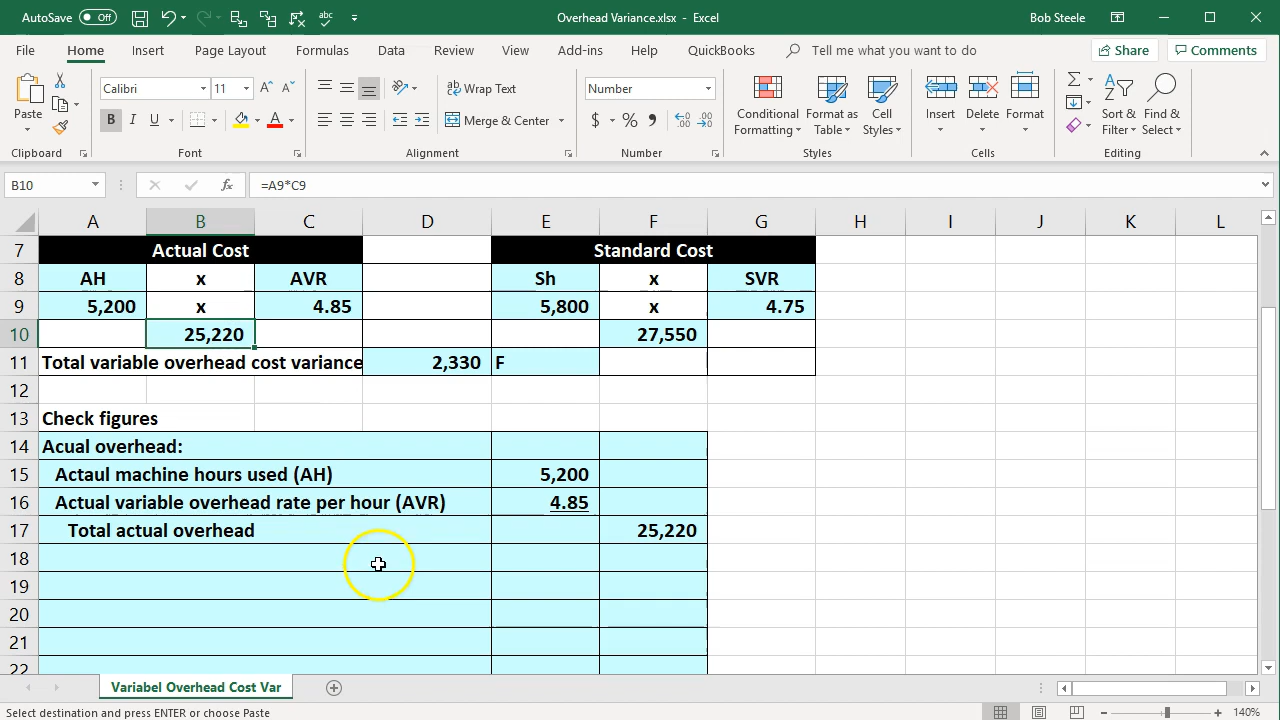 AutoSave Off Overhead Variance.xlsx - Excel Bob Steele
File Home Insert Page Layout Formulas Data Review View Add-ins Help QuickBooks Tell me what you want to do Share Comments
Calibri 11 A A Wrap Text Number
Paste B I U A Merge & Center $ % , Conditional Formatting Format as Table Cell Styles Insert Delete Format Sort & Filter Find & Select
Clipboard Font Alignment Number Styles Cells Editing
B10 fx =A9*C9
A B C D E F G H I J K L
7 Actual Cost Standard Cost
8 AH x AVR Sh x SVR
9 5,200 x 4.85 5,800 x 4.75
10 25,220 27,550
11 Total variable overhead cost variance 2,330 F
12
13 Check figures
14 Acual overhead:
15 Actaul machine hours used (AH) 5,200
16 Actual variable overhead rate per hour (AVR) 4.85
17 Total actual overhead 25,220
18
19
20
21
22
Variabel Overhead Cost Var
Select destination and press ENTER or choose Paste 140%